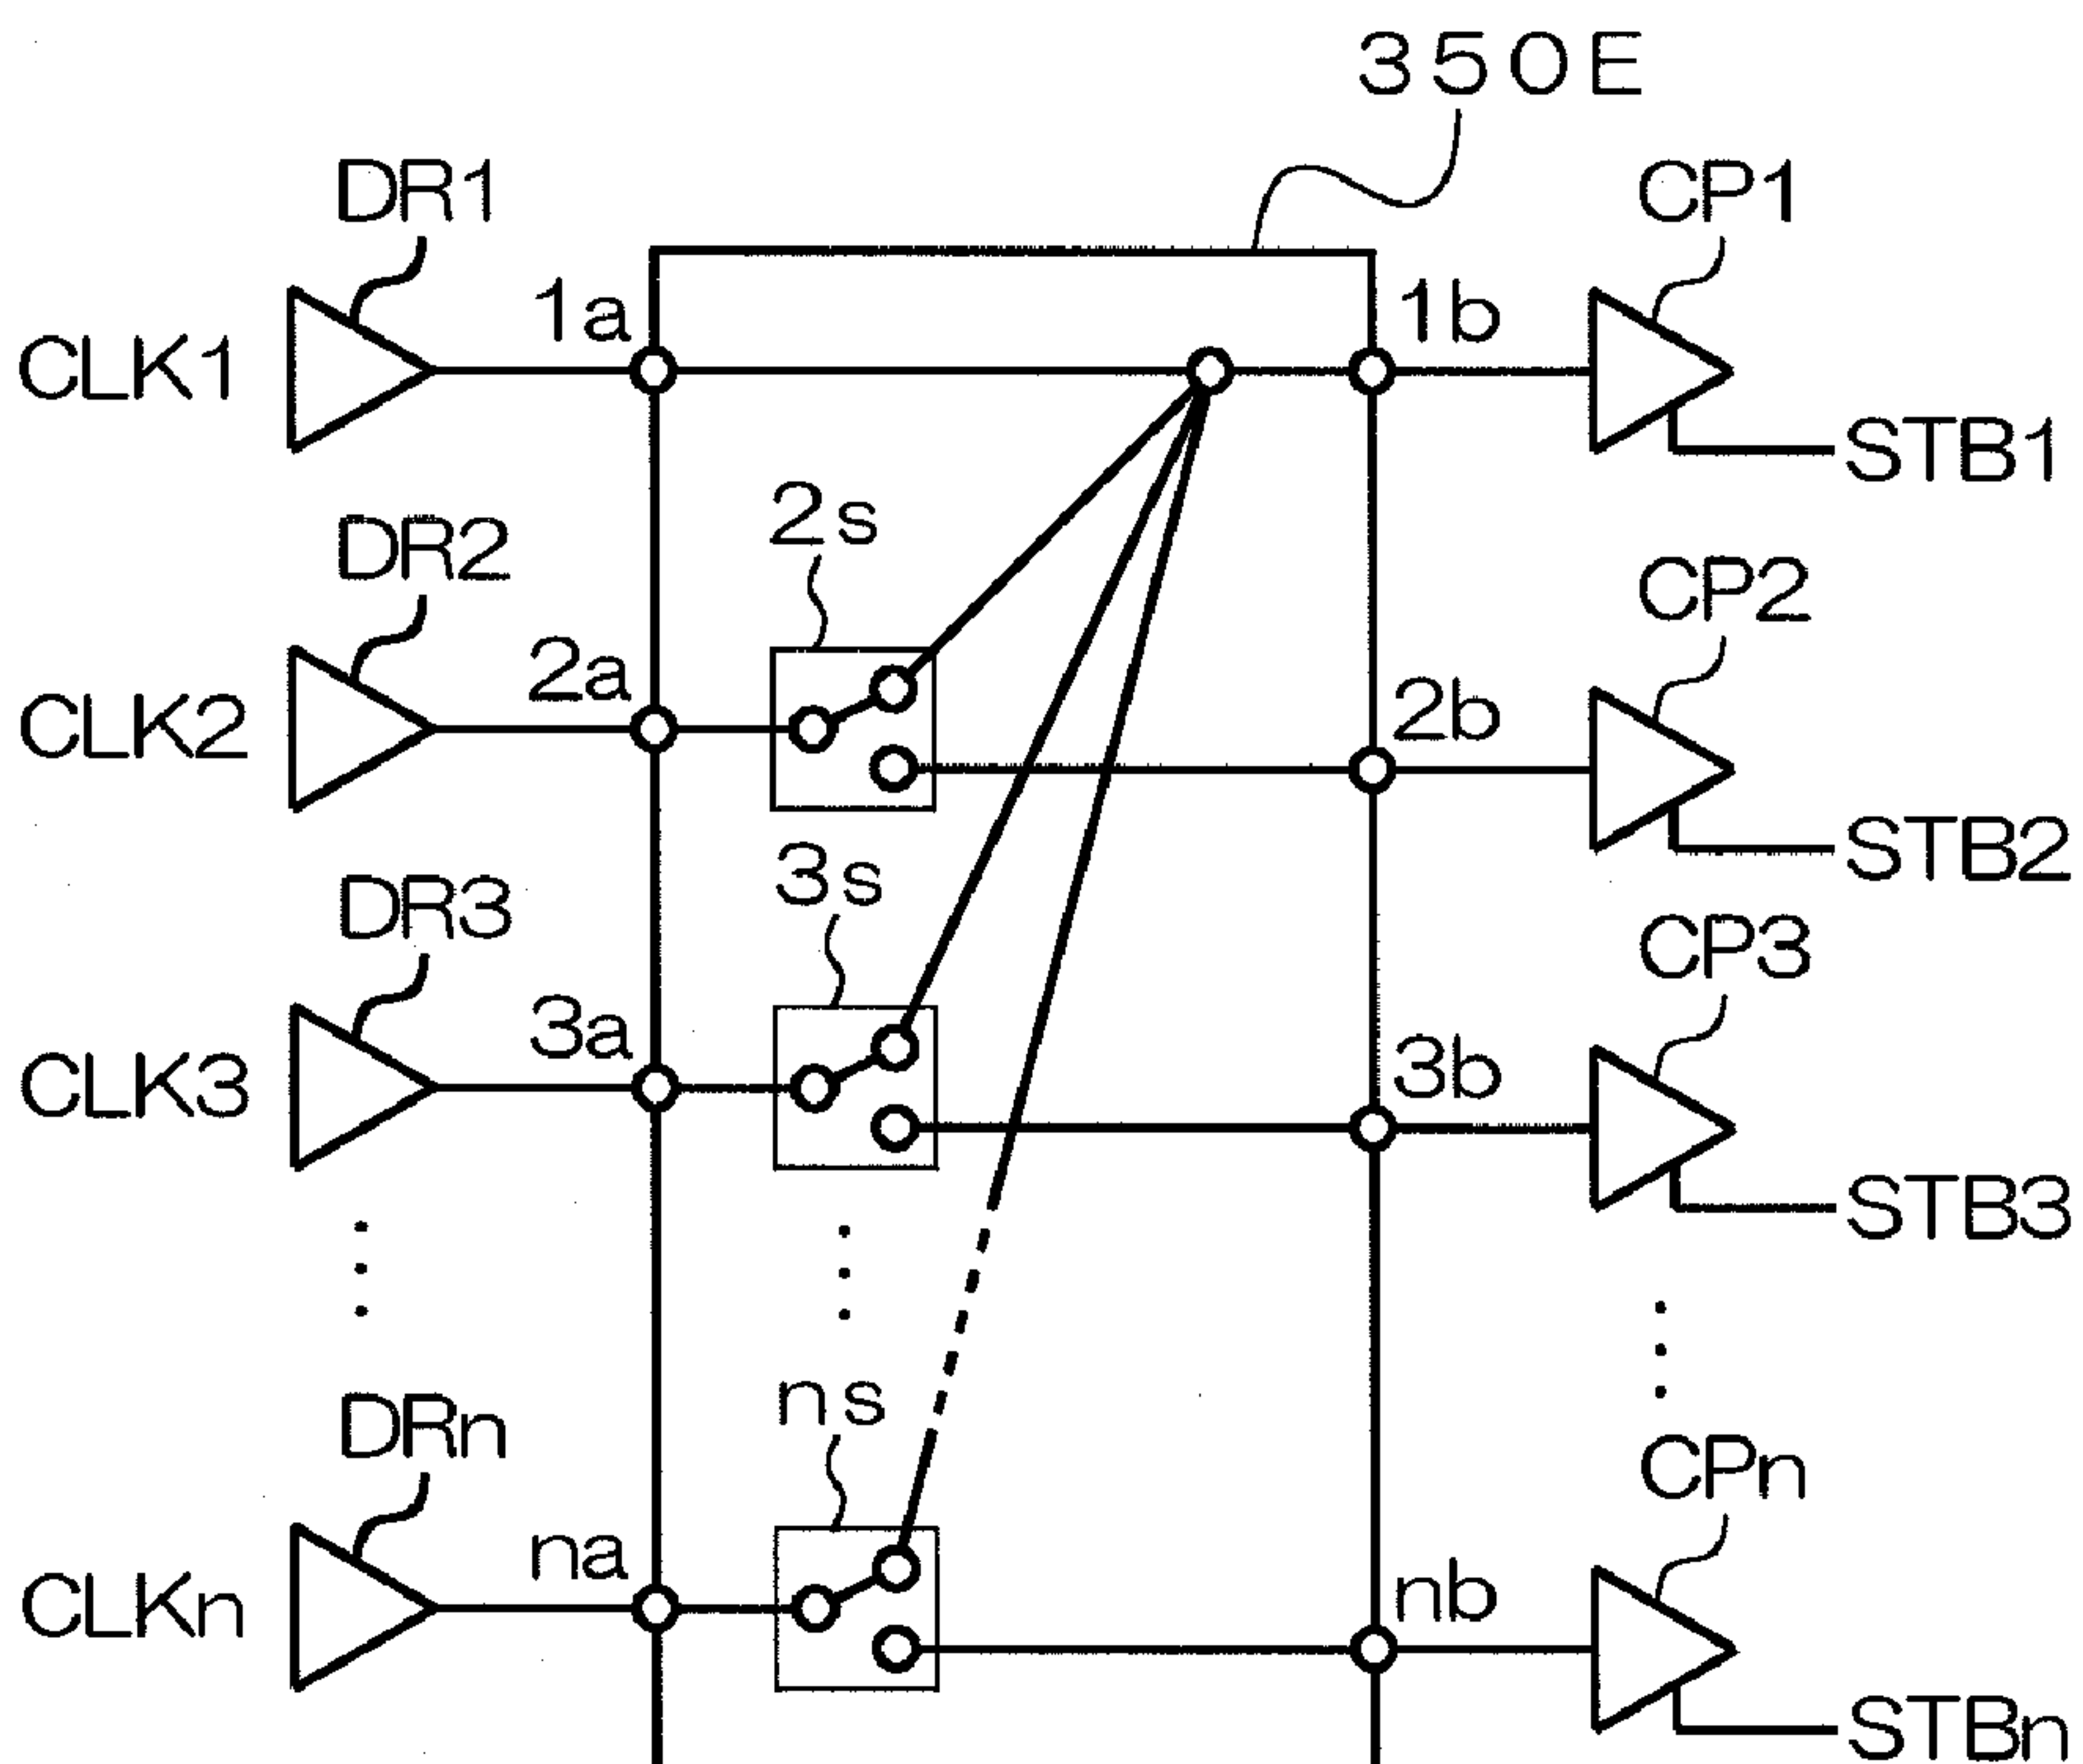 350E
DR1
CP1
1a
1b
CLK1
STB1
2s
DR2
CP2
2a
2b
CLK2
STB2
3s
DR3
CP3
3a
3b
CLK3
STB3
ns
DRn
CPn
na
nb
CLKn
STBn